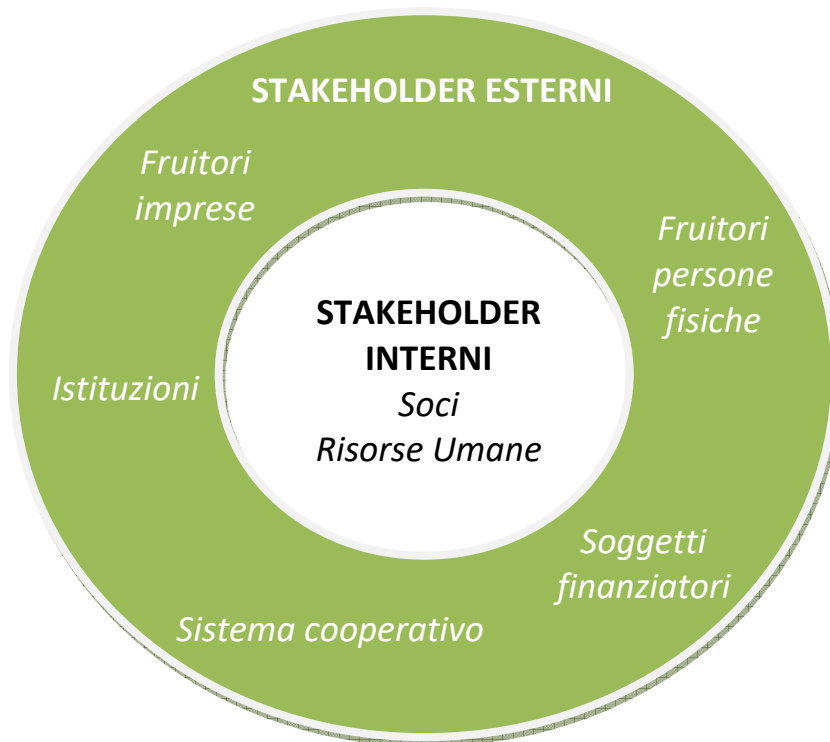 STAKEHOLDER ESTERNI
Fruitori
imprese
Fruitori
persone
fisiche
STAKEHOLDER
INTERNI
Soci
Risorse Umane
Istituzioni
Soggetti
finanziatori
Sistema cooperativo